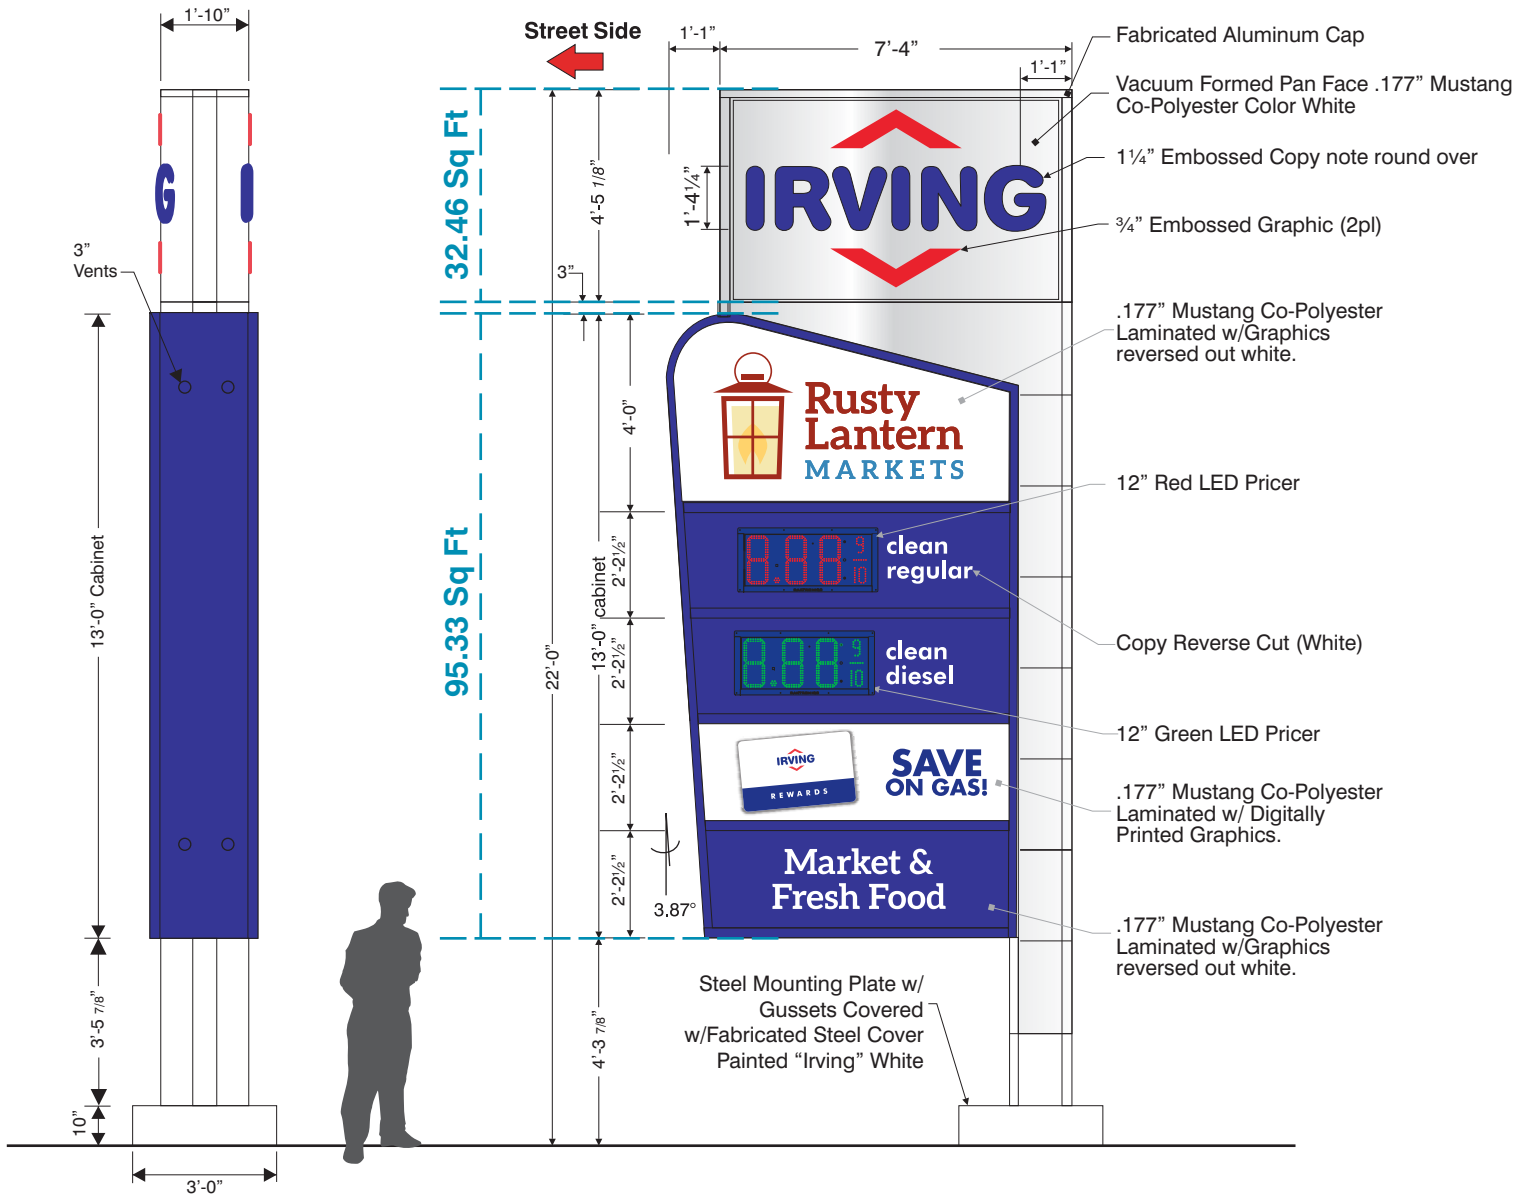 1'-10"
Street Side
1'-1"
7'-4"
1'-1"
Fabricated Aluminum Cap
Vacuum Formed Pan Face .177" Mustang
Co-Polyester Color White
1¼" Embossed Copy note round over
¾" Embossed Graphic (2pl)
32.46 Sq Ft
4'-5 1/8"
1'-4¼"
IRVING
G
I
3"
Vents
3"
.177" Mustang Co-Polyester
Laminated w/Graphics
reversed out white.
Rusty
Lantern
MARKETS
4'-0"
12" Red LED Pricer
8.88 9
10
clean
regular
2'-2½"
Copy Reverse Cut (White)
8.88 9
10
clean
diesel
2'-2½"
12" Green LED Pricer
13'-0" Cabinet
95.33 Sq Ft
22'-0"
13'-0" cabinet
IRVING
REWARDS
SAVE
ON GAS!
2'-2½"
.177" Mustang Co-Polyester
Laminated w/ Digitally
Printed Graphics.
Market &
Fresh Food
2'-2½"
3.87°
.177" Mustang Co-Polyester
Laminated w/Graphics
reversed out white.
Steel Mounting Plate w/
Gussets Covered
w/Fabricated Steel Cover
Painted “Irving” White
3'-5 7/8"
4'-3 7/8"
10"
3'-0"